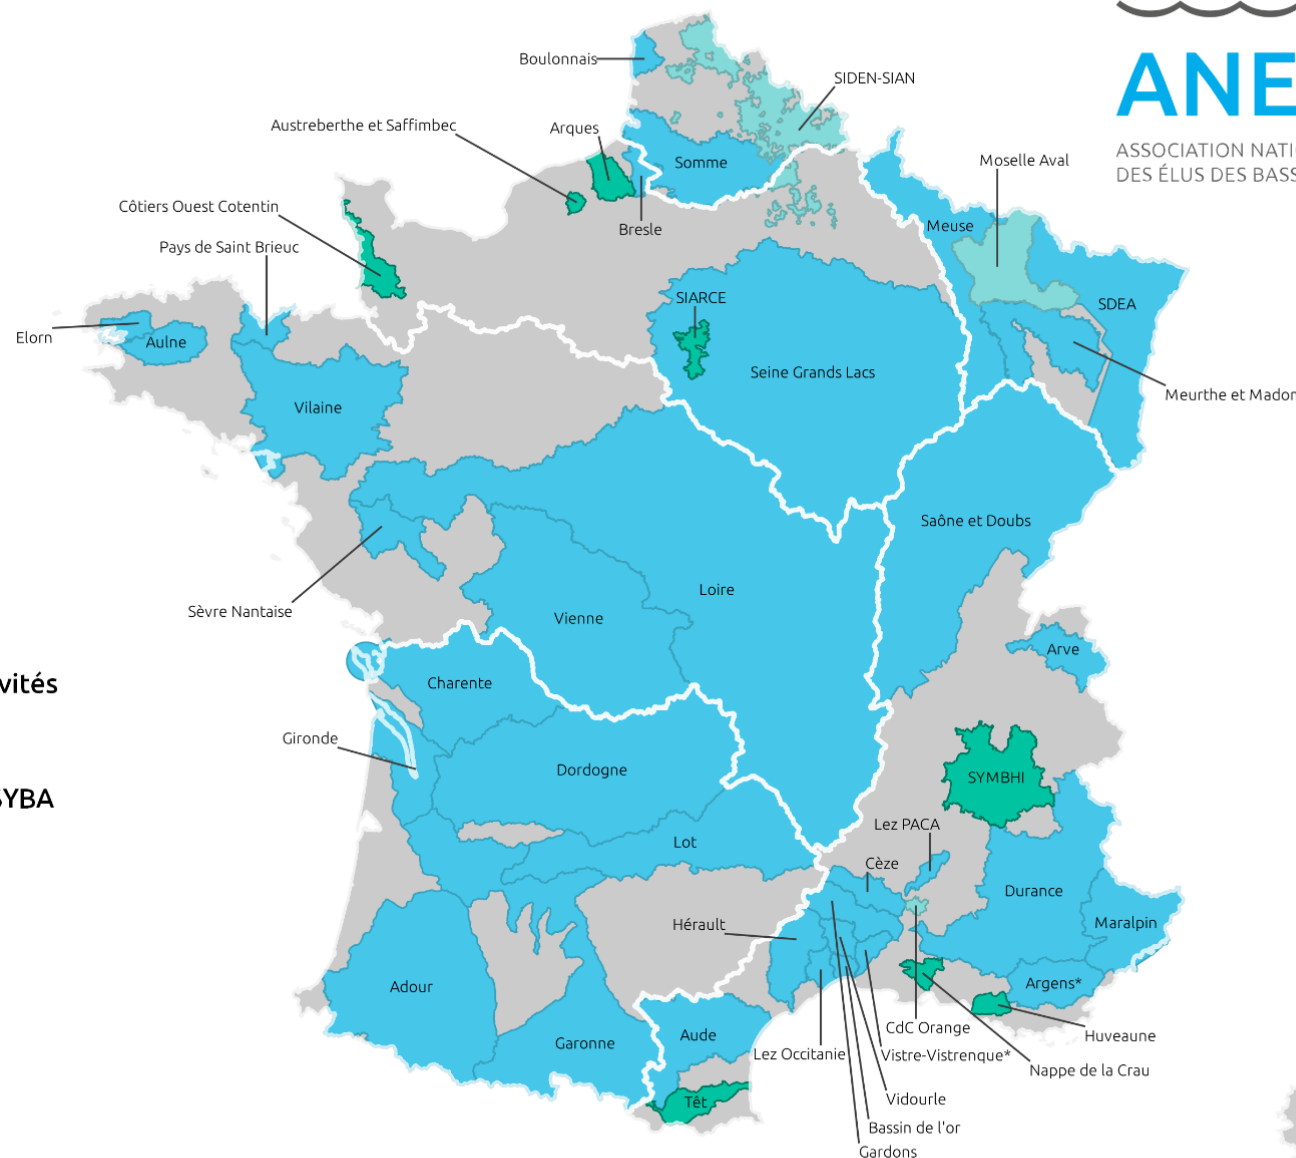 ANE
ASSOCIATION NATI
DES ÉLUS DES BASS
Boulonnais
SIDEN-SIAN
Austreberthe et Saffimbec
Arques
Somme
Moselle Aval
Côtiers Ouest Cotentin
Bresle
Meuse
Pays de Saint Brieuc
SIARCE
SDEA
Elorn
Aulne
Seine Grands Lacs
Meurthe et Mador
Vilaine
Saône et Doubs
Sèvre Nantaise
Loire
Vienne
Arve
vités
Charente
Gironde
Dordogne
SYMBHI
SYBA
Lez PACA
Lot
Cèze
Durance
Hérault
Maralpin
Adour
Argens*
CdC Orange
Aude
Huveaune
Garonne
Lez Occitanie
Vistre-Vistrenque*
Nappe de la Crau
Têt
Vidourle
Bassin de l'or
Gardons